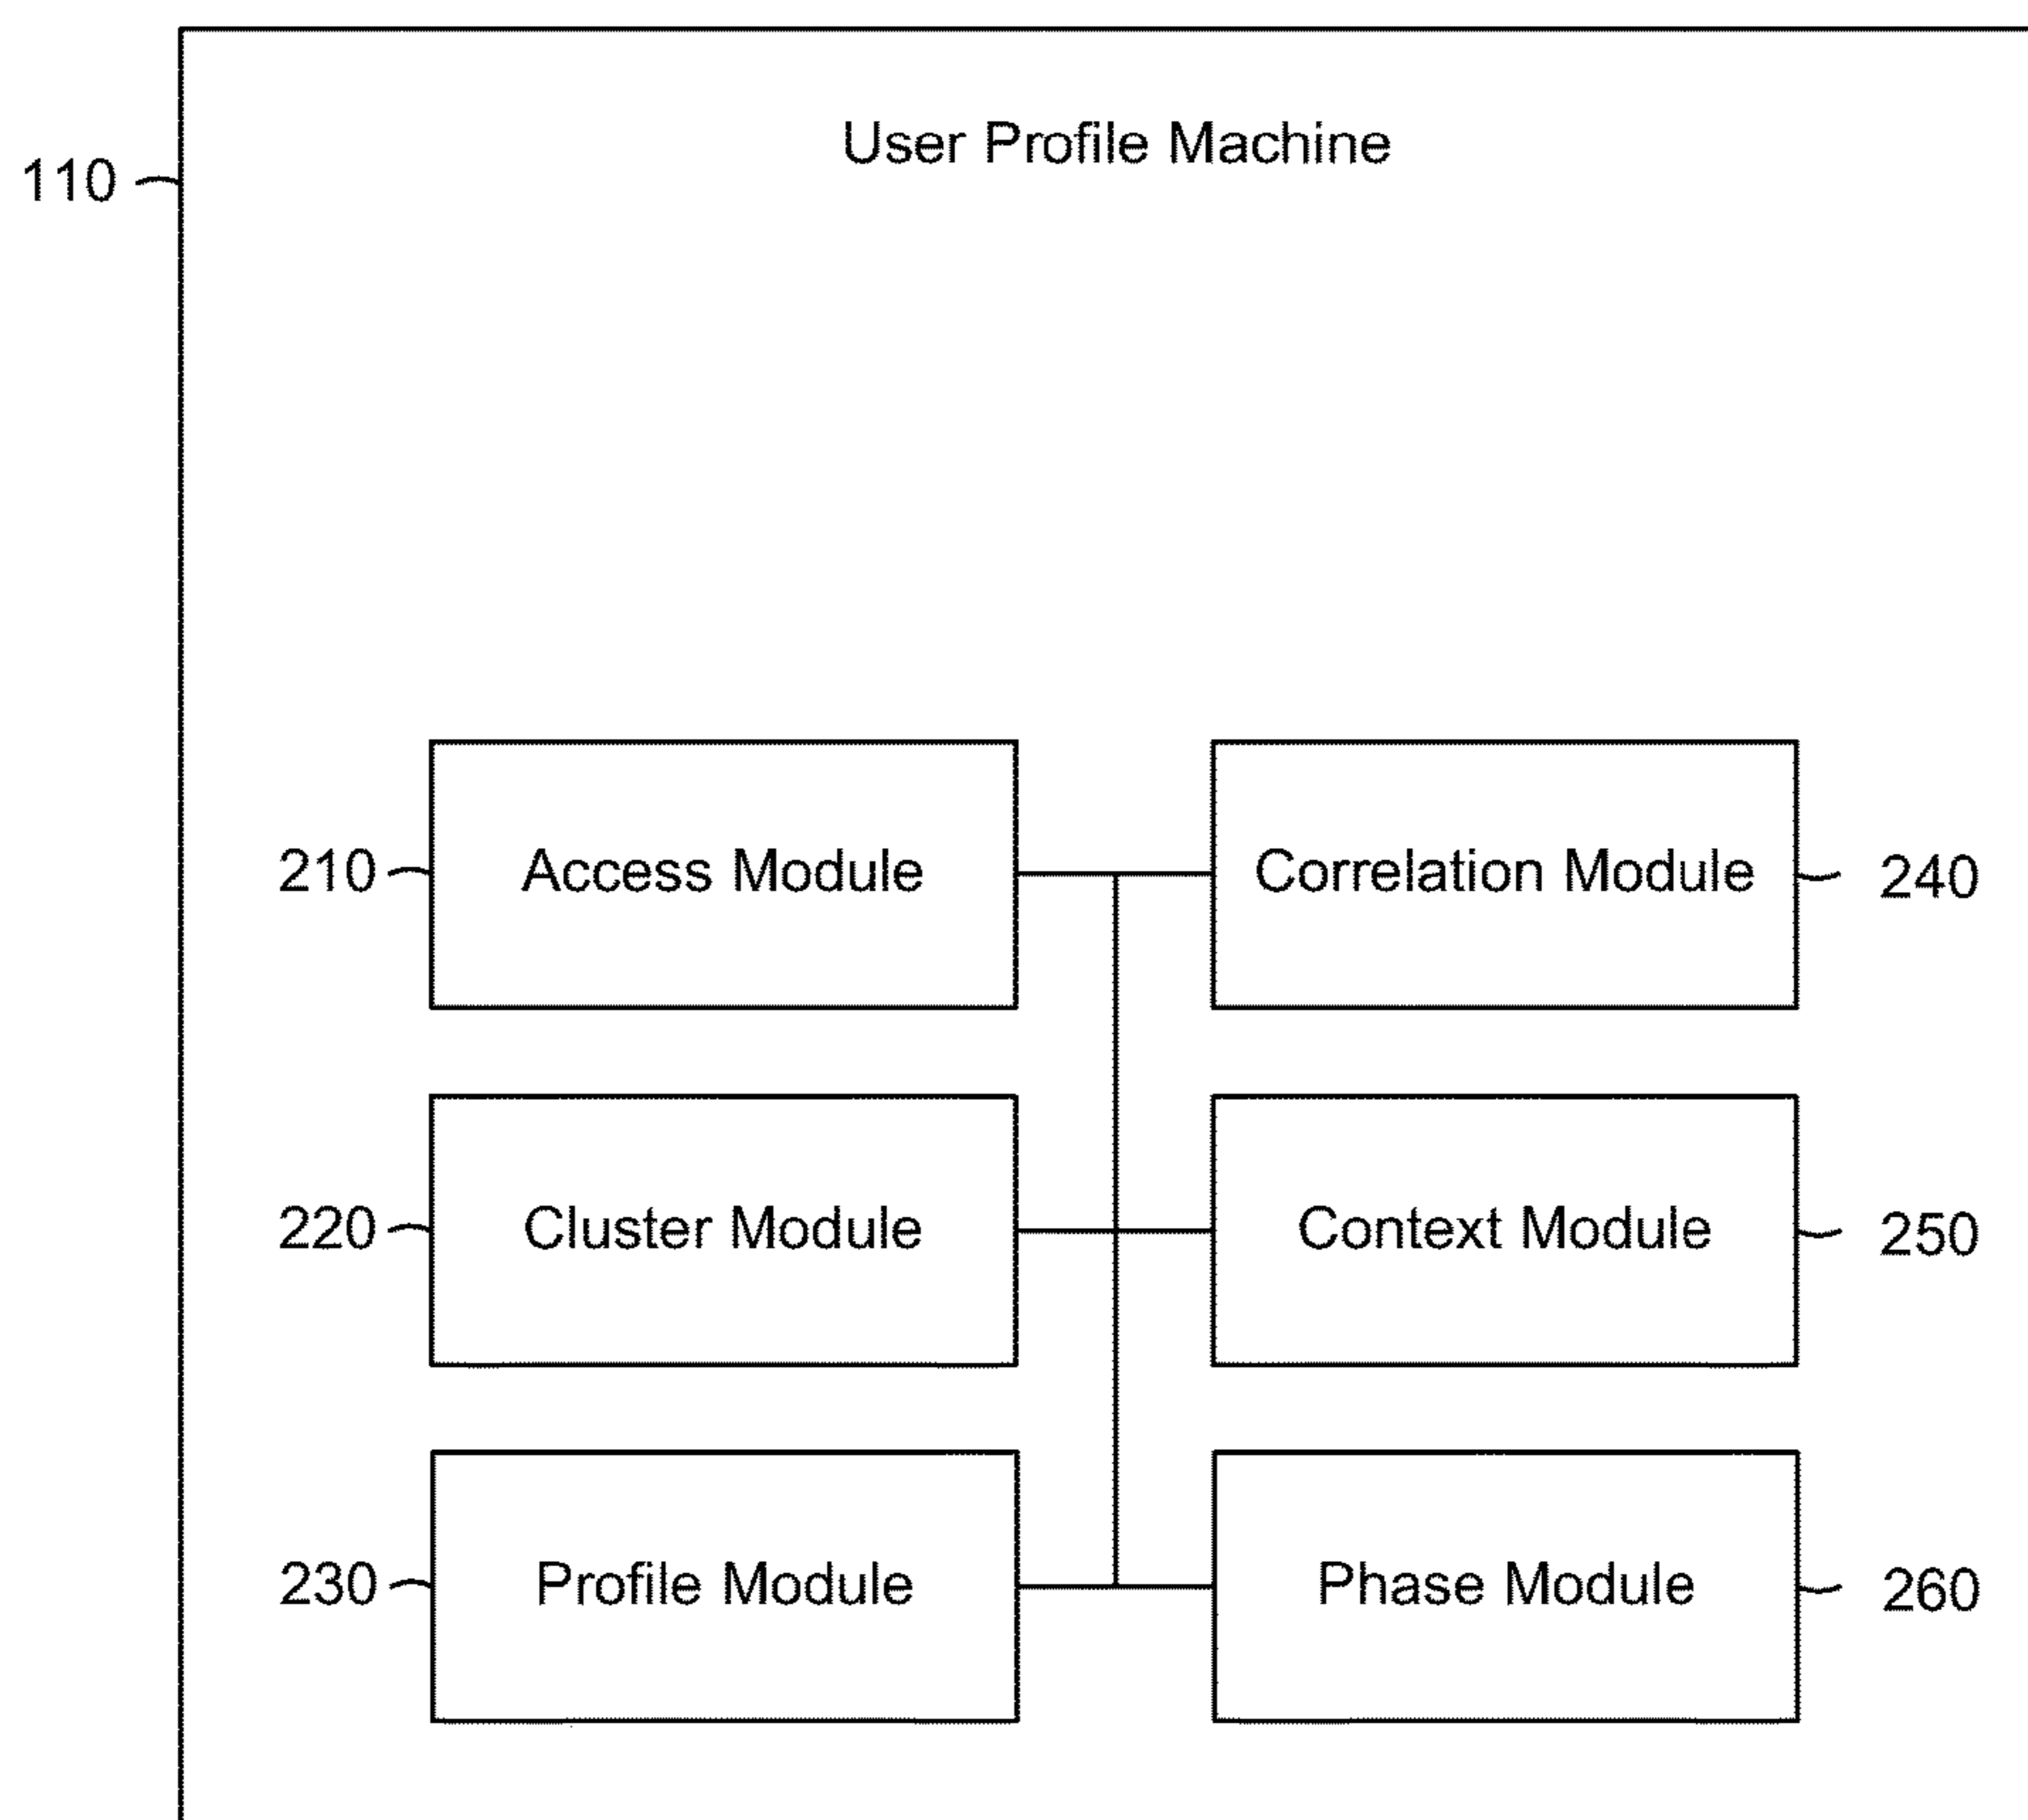 User Profile Machine
110
210 Access Module
Correlation Module 240
220 Cluster Module
Context Module 250
230 Profile Module
Phase Module 260